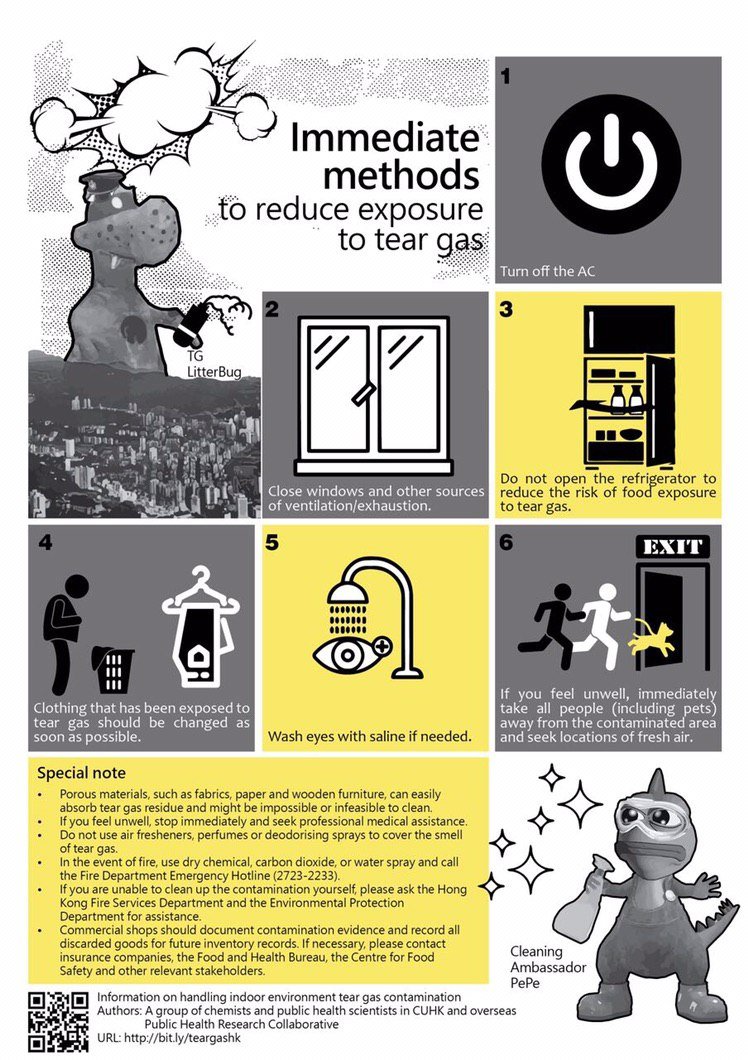 Immediate
methods
to reduce exposure
to tear gas
TG
LitterBug
1
Turn off the AC
2
Close windows and other sources
of ventilation/exhaustion.
3
Do not open the refrigerator to
reduce the risk of food exposure
to tear gas.
4
Clothing that has been exposed to
tear gas should be changed as
soon as possible.
5
Wash eyes with saline if needed.
6
EXIT
If you feel unwell, immediately
take all people (including pets)
away from the contaminated area
and seek locations of fresh air.
Special note
• Porous materials, such as fabrics, paper and wooden furniture, can easily
absorb tear gas residue and might be impossible or infeasible to clean.
• If you feel unwell, stop immediately and seek professional medical assistance.
• Do not use air fresheners, perfumes or deodorising sprays to cover the smell
of tear gas.
• In the event of fire, use dry chemical, carbon dioxide, or water spray and call
the Fire Department Emergency Hotline (2723-2233).
• If you are unable to clean up the contamination yourself, please ask the Hong
Kong Fire Services Department and the Environmental Protection
Department for assistance.
• Commercial shops should document contamination evidence and record all
discarded goods for future inventory records. If necessary, please contact
insurance companies, the Food and Health Bureau, the Centre for Food
Safety and other relevant stakeholders.
Cleaning
Ambassador
PePe
Information on handling indoor environment tear gas contamination
Authors: A group of chemists and public health scientists in CUHK and overseas
Public Health Research Collaborative
URL: http://bit.ly/teargashk